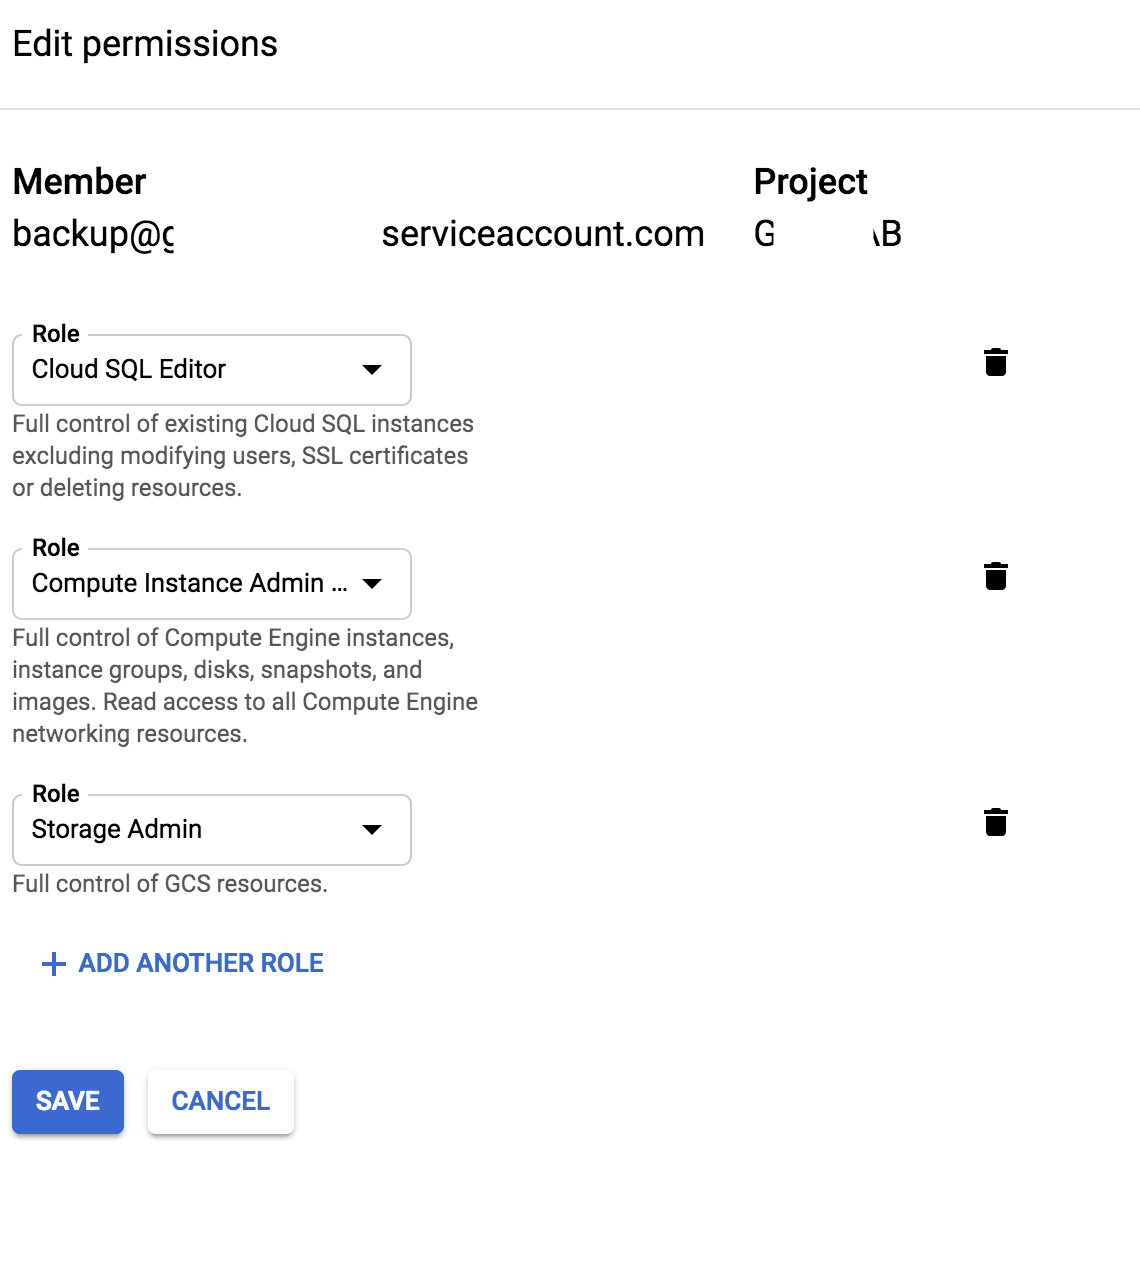 Edit permissions
Member
Project
backup@g
serviceaccount.com
G
AB
Role
Cloud SQL Editor
Full control of existing Cloud SQL instances
excluding modifying users, SSL certificates
or deleting resources.
Role
Compute Instance Admin ...
Full control of Compute Engine instances,
instance groups, disks, snapshots, and
images. Read access to all Compute Engine
networking resources.
Role
Storage Admin
Full control of GCS resources.
ADD ANOTHER ROLE
SAVE
CANCEL